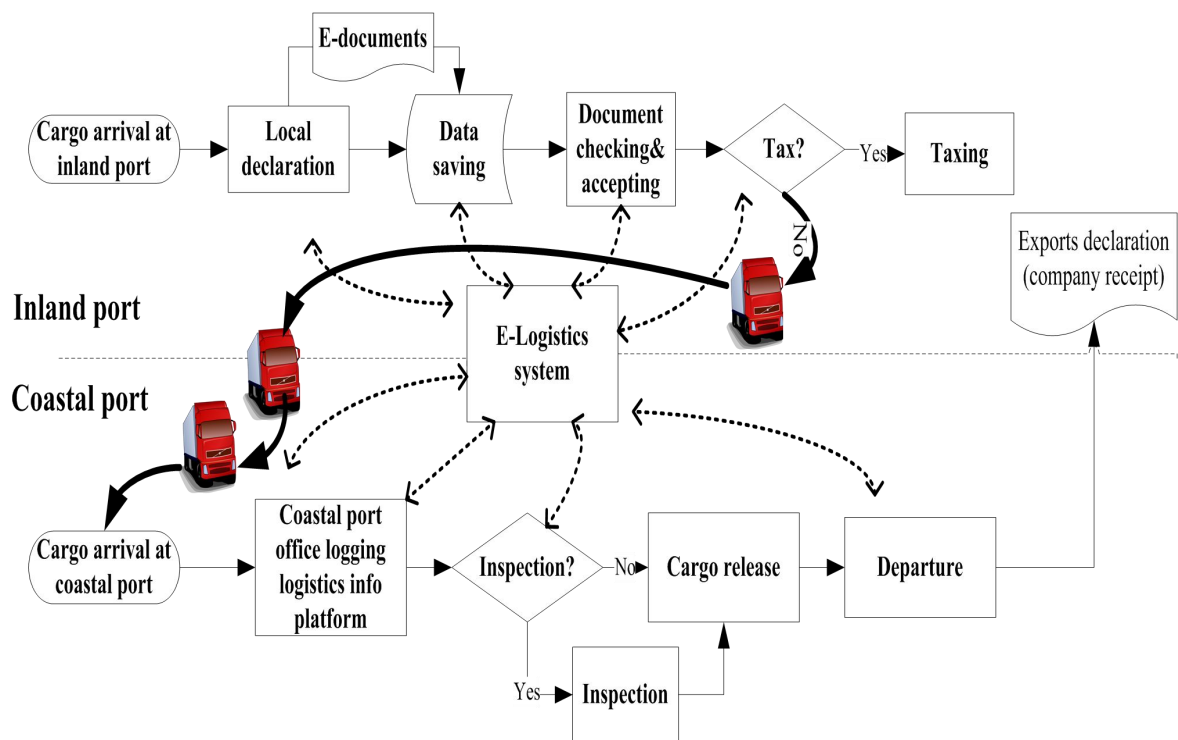 E-documents
Cargo arrival at
inland port
Local
declaration
Data
saving
Document
checking&
accepting
Tax?
Yes
Taxing
No
Exports declaration
(company receipt)
Inland port
E-Logistics
system
Coastal port
Cargo arrival at
coastal port
Coastal port
office logging
logistics info
platform
Inspection?
No
Cargo release
Departure
Yes
Inspection